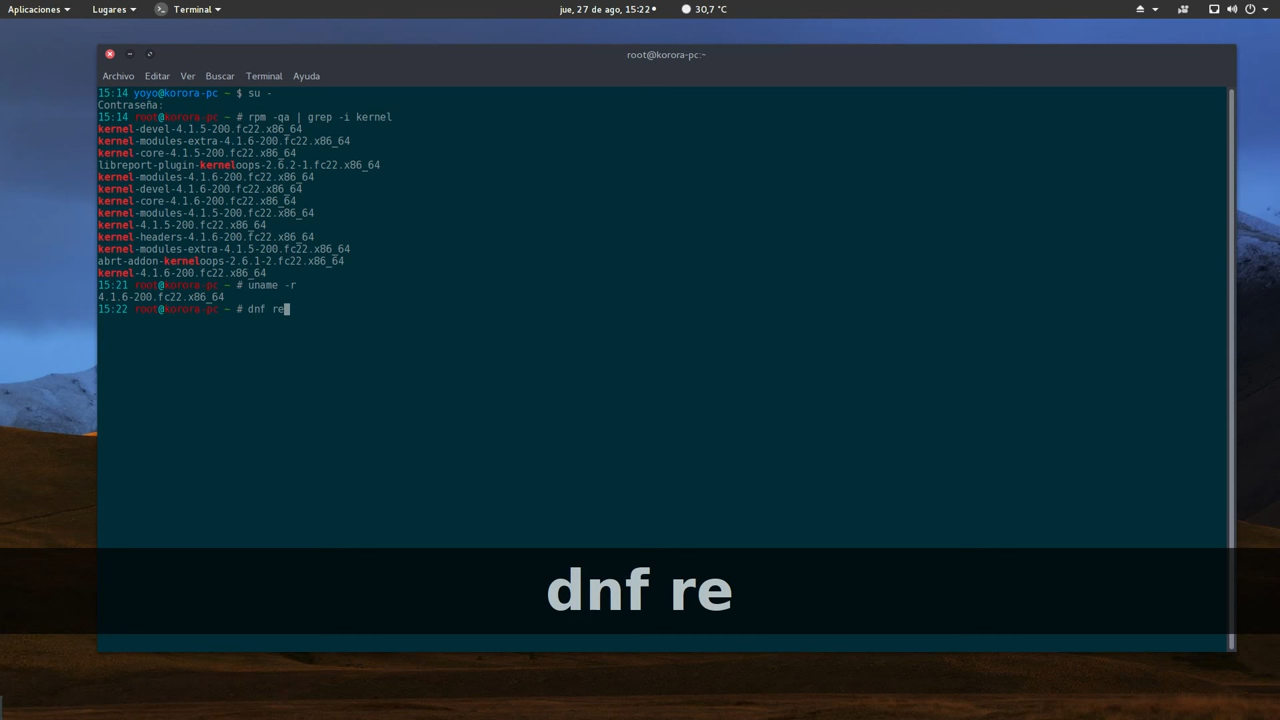 Aplicaciones Lugares Terminal jue, 27 de ago, 15:22 30,7 °C
root@korora-pc:~
Archivo Editar Ver Buscar Terminal Ayuda
15:14 yoyo@korora-pc ~ $ su -
Contraseña:
15:14 root@korora-pc ~ # rpm -qa | grep -i kernel
kernel-devel-4.1.5-200.fc22.x86_64
kernel-modules-extra-4.1.6-200.fc22.x86_64
kernel-core-4.1.5-200.fc22.x86_64
libreport-plugin-kerneloops-2.6.2-1.fc22.x86_64
kernel-modules-4.1.6-200.fc22.x86_64
kernel-devel-4.1.6-200.fc22.x86_64
kernel-core-4.1.6-200.fc22.x86_64
kernel-modules-4.1.5-200.fc22.x86_64
kernel-4.1.5-200.fc22.x86_64
kernel-headers-4.1.6-200.fc22.x86_64
kernel-modules-extra-4.1.5-200.fc22.x86_64
abrt-addon-kerneloops-2.6.1-2.fc22.x86_64
kernel-4.1.6-200.fc22.x86_64
15:21 root@korora-pc ~ # uname -r
4.1.6-200.fc22.x86_64
15:22 root@korora-pc ~ # dnf re
dnf re